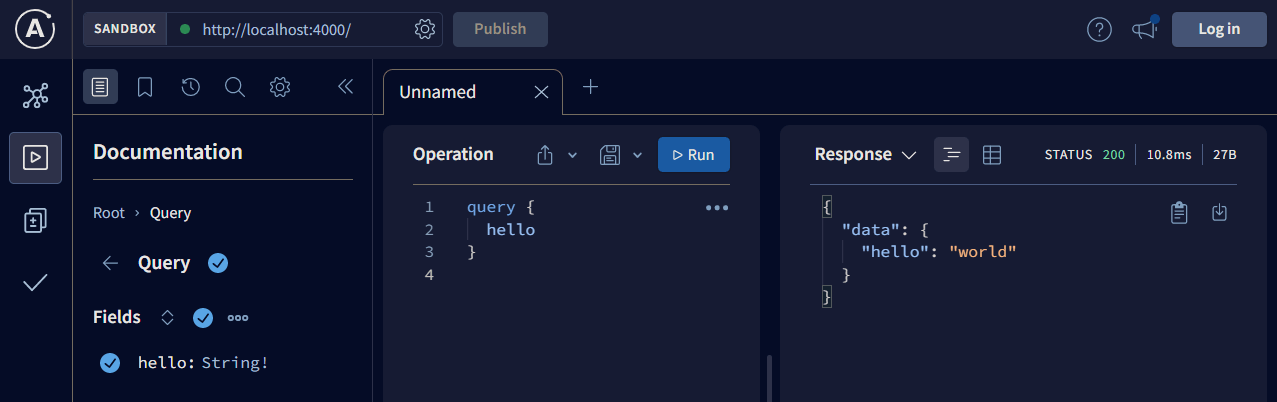 SANDBOX http://localhost:4000/ Publish Log in
Unnamed
Documentation
Root › Query
Query
Fields
hello: String!
Operation Run
1 query {
2 hello
3 }
4
Response STATUS 200 10.8ms 27B
{
"data": {
"hello": "world"
}
}